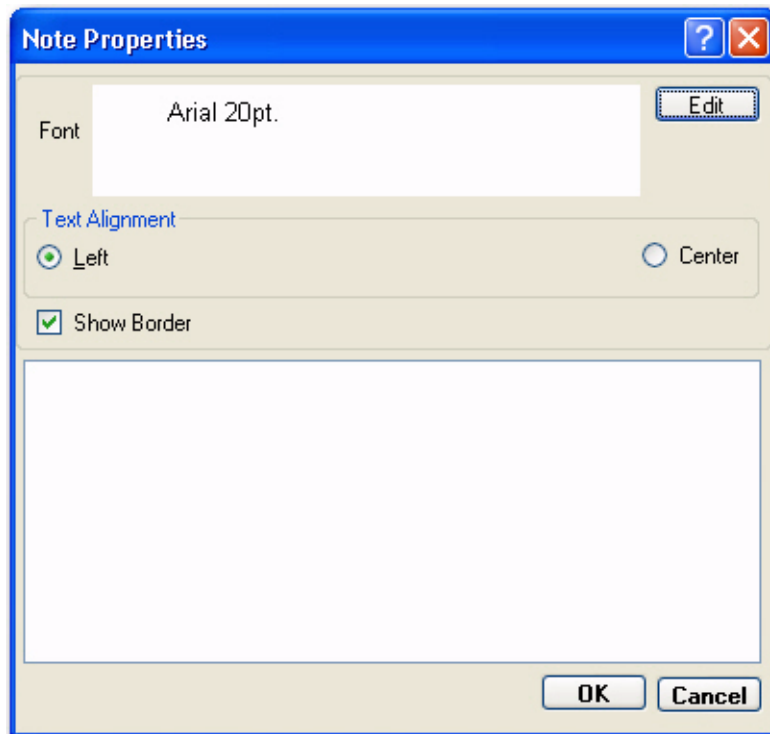 Note Properties ?
Font Arial 20pt. Edit
Text Alignment
Left Center
Show Border
OK Cancel